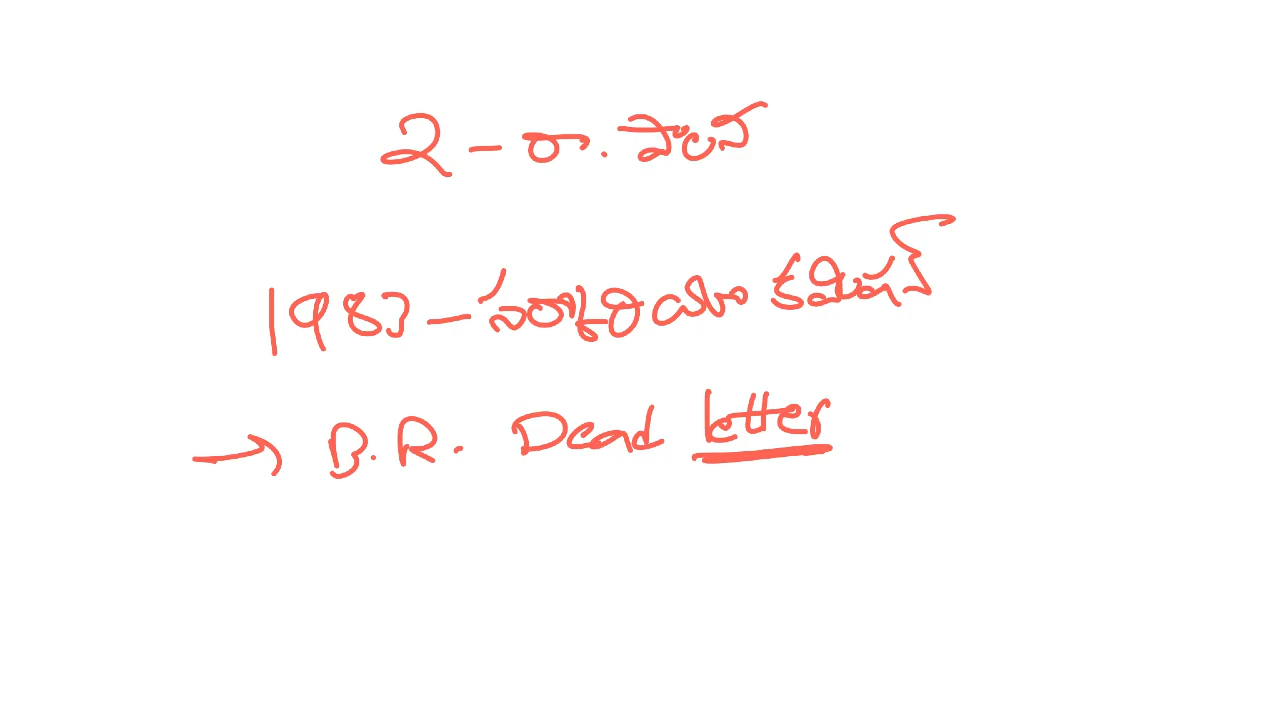 2 - రా. పాలన
1983 - సర్కారియా కమిషన్
→ B.R. Dead letter